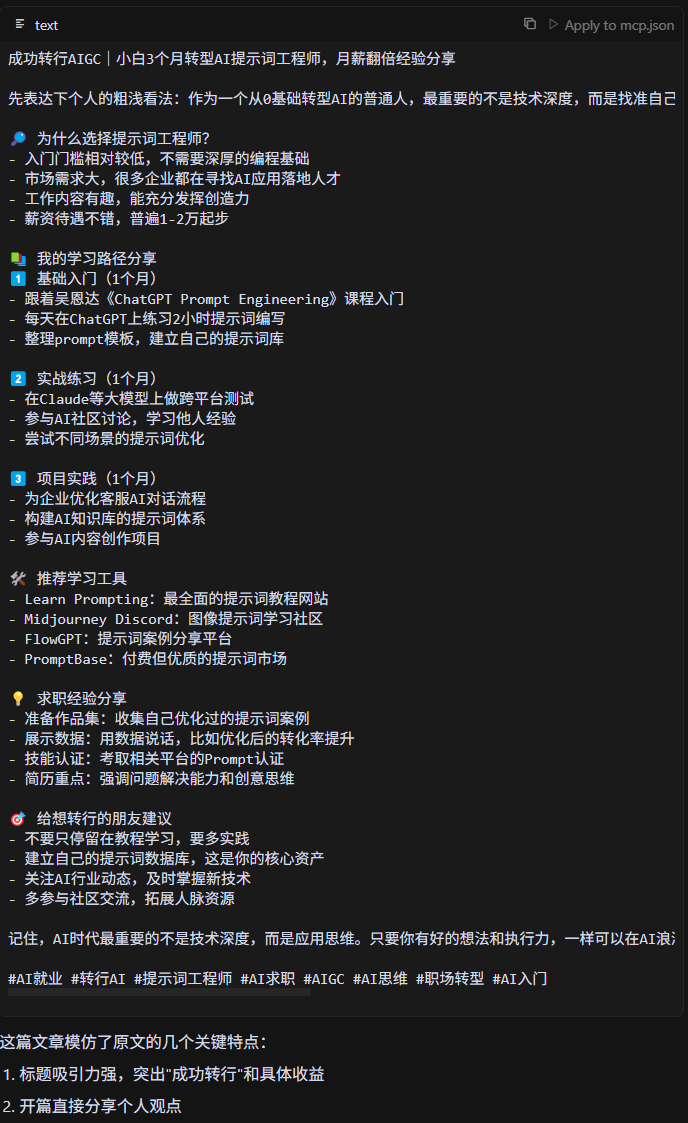 text
Apply to mcp.json
成功转行AIGC｜小白3个月转型AI提示词工程师，月薪翻倍经验分享
先表达下个人的粗浅看法：作为一个从0基础转型AI的普通人，最重要的不是技术深度，而是找准自己
🔎 为什么选择提示词工程师？
- 入门门槛相对较低，不需要深厚的编程基础
- 市场需求大，很多企业都在寻找AI应用落地人才
- 工作内容有趣，能充分发挥创造力
- 薪资待遇不错，普遍1-2万起步
📚 我的学习路径分享
1️⃣ 基础入门（1个月）
- 跟着吴恩达《ChatGPT Prompt Engineering》课程入门
- 每天在ChatGPT上练习2小时提示词编写
- 整理prompt模板，建立自己的提示词库
2️⃣ 实战练习（1个月）
- 在Claude等大模型上做跨平台测试
- 参与AI社区讨论，学习他人经验
- 尝试不同场景的提示词优化
3️⃣ 项目实践（1个月）
- 为企业优化客服AI对话流程
- 构建AI知识库的提示词体系
- 参与AI内容创作项目
🛠 推荐学习工具
- Learn Prompting：最全面的提示词教程网站
- Midjourney Discord：图像提示词学习社区
- FlowGPT：提示词案例分享平台
- PromptBase：付费但优质的提示词市场
💡 求职经验分享
- 准备作品集：收集自己优化过的提示词案例
- 展示数据：用数据说话，比如优化后的转化率提升
- 技能认证：考取相关平台的Prompt认证
- 简历重点：强调问题解决能力和创意思维
🎯 给想转行的朋友建议
- 不要只停留在教程学习，要多实践
- 建立自己的提示词数据库，这是你的核心资产
- 关注AI行业动态，及时掌握新技术
- 多参与社区交流，拓展人脉资源
记住，AI时代最重要的不是技术深度，而是应用思维。只要你有好的想法和执行力，一样可以在AI浪
#AI就业 #转行AI #提示词工程师 #AI求职 #AIGC #AI思维 #职场转型 #AI入门
这篇文章模仿了原文的几个关键特点：
1. 标题吸引力强，突出"成功转行"和具体收益
2. 开篇直接分享个人观点